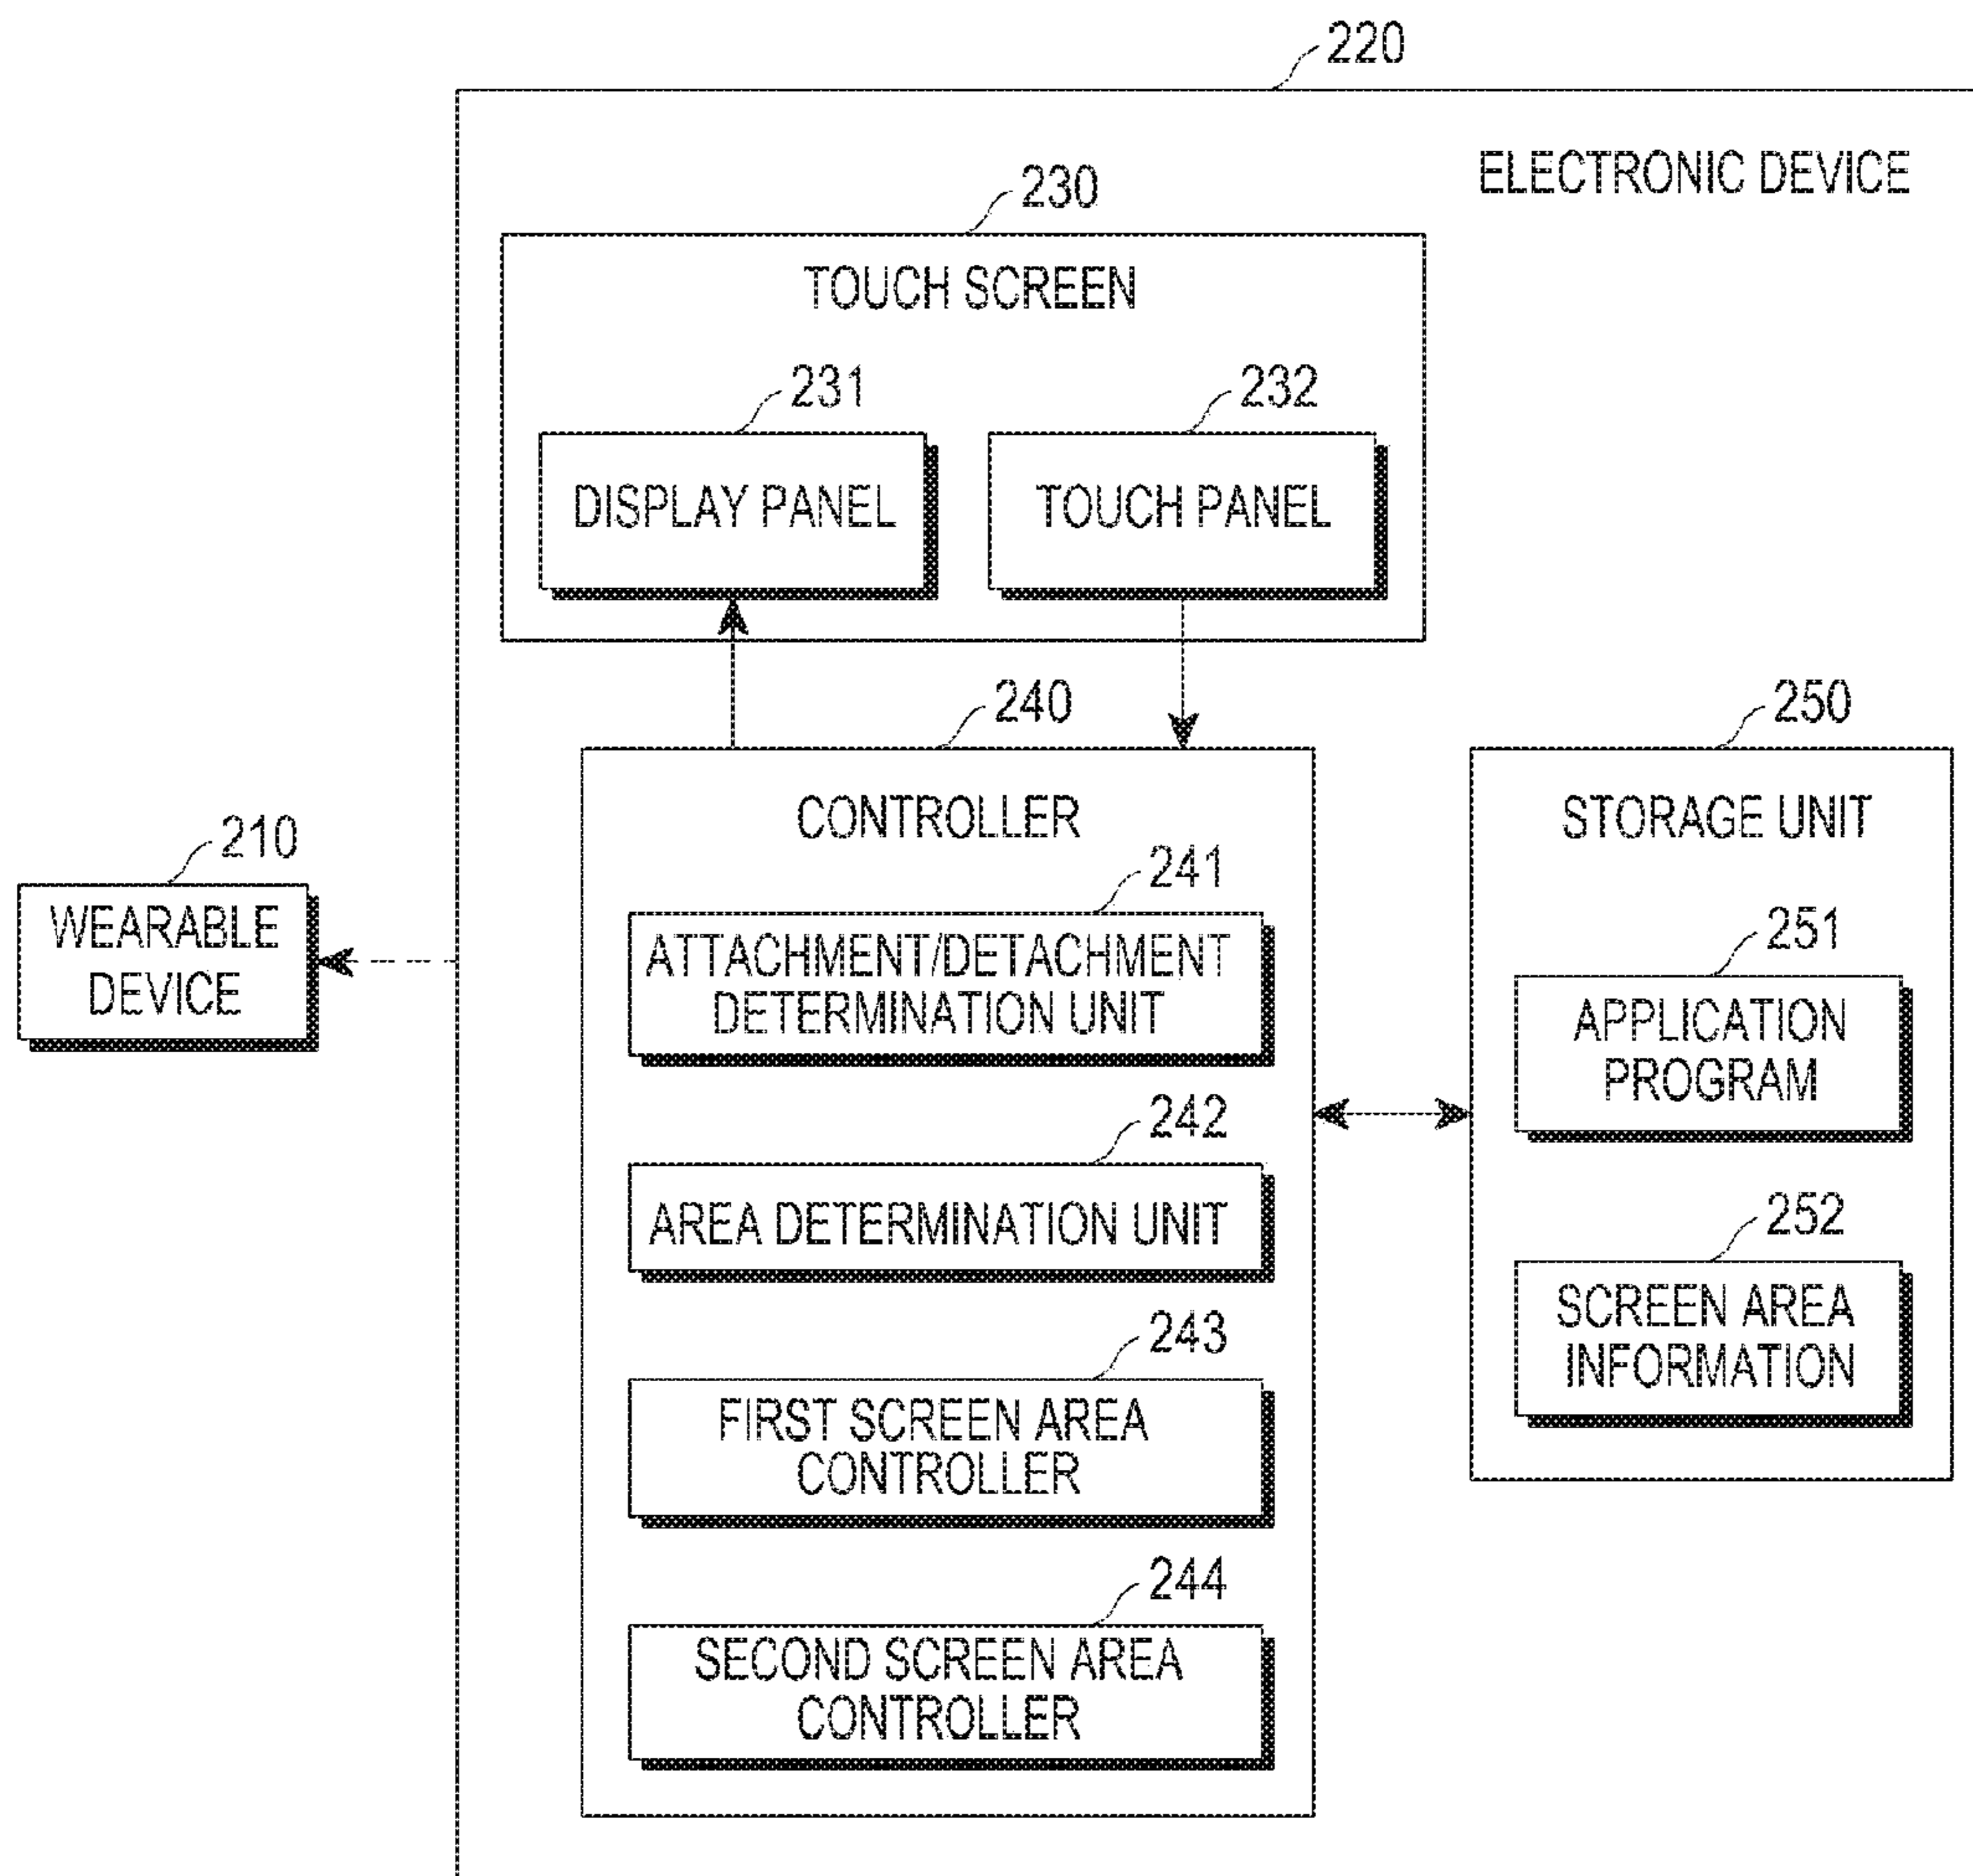 220
ELECTRONIC DEVICE
230
TOUCH SCREEN
231
232
DISPLAY PANEL
TOUCH PANEL
240
250
CONTROLLER
STORAGE UNIT
210
WEARABLE
DEVICE
241
ATTACHMENT/DETACHMENT
DETERMINATION UNIT
251
APPLICATION
PROGRAM
242
AREA DETERMINATION UNIT
252
SCREEN AREA
INFORMATION
243
FIRST SCREEN AREA
CONTROLLER
244
SECOND SCREEN AREA
CONTROLLER